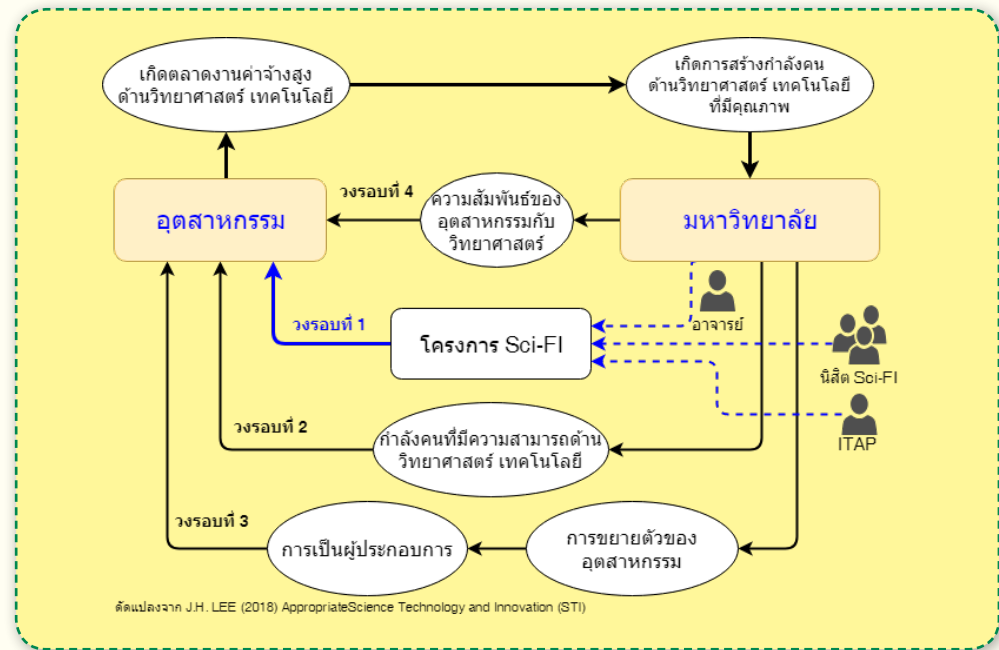 เกิดตลาดงานค่าจ้างสูง
ด้านวิทยาศาสตร์ เทคโนโลยี
เกิดการสร้างกำลังคน
ด้านวิทยาศาสตร์ เทคโนโลยี
ที่มีคุณภาพ
อุตสาหกรรม
วงรอบที่ 4
ความสัมพันธ์ของ
อุตสาหกรรมกับ
วิทยาศาสตร์
มหาวิทยาลัย
วงรอบที่ 1
โครงการ Sci-FI
อาจารย์
นิสิต Sci-FI
ITAP
วงรอบที่ 2
กำลังคนที่มีความสามารถด้าน
วิทยาศาสตร์ เทคโนโลยี
วงรอบที่ 3
การเป็นผู้ประกอบการ
การขยายตัวของ
อุตสาหกรรม
ดัดแปลงจาก J.H. LEE (2018) AppropriateScience Technology and Innovation (STI)